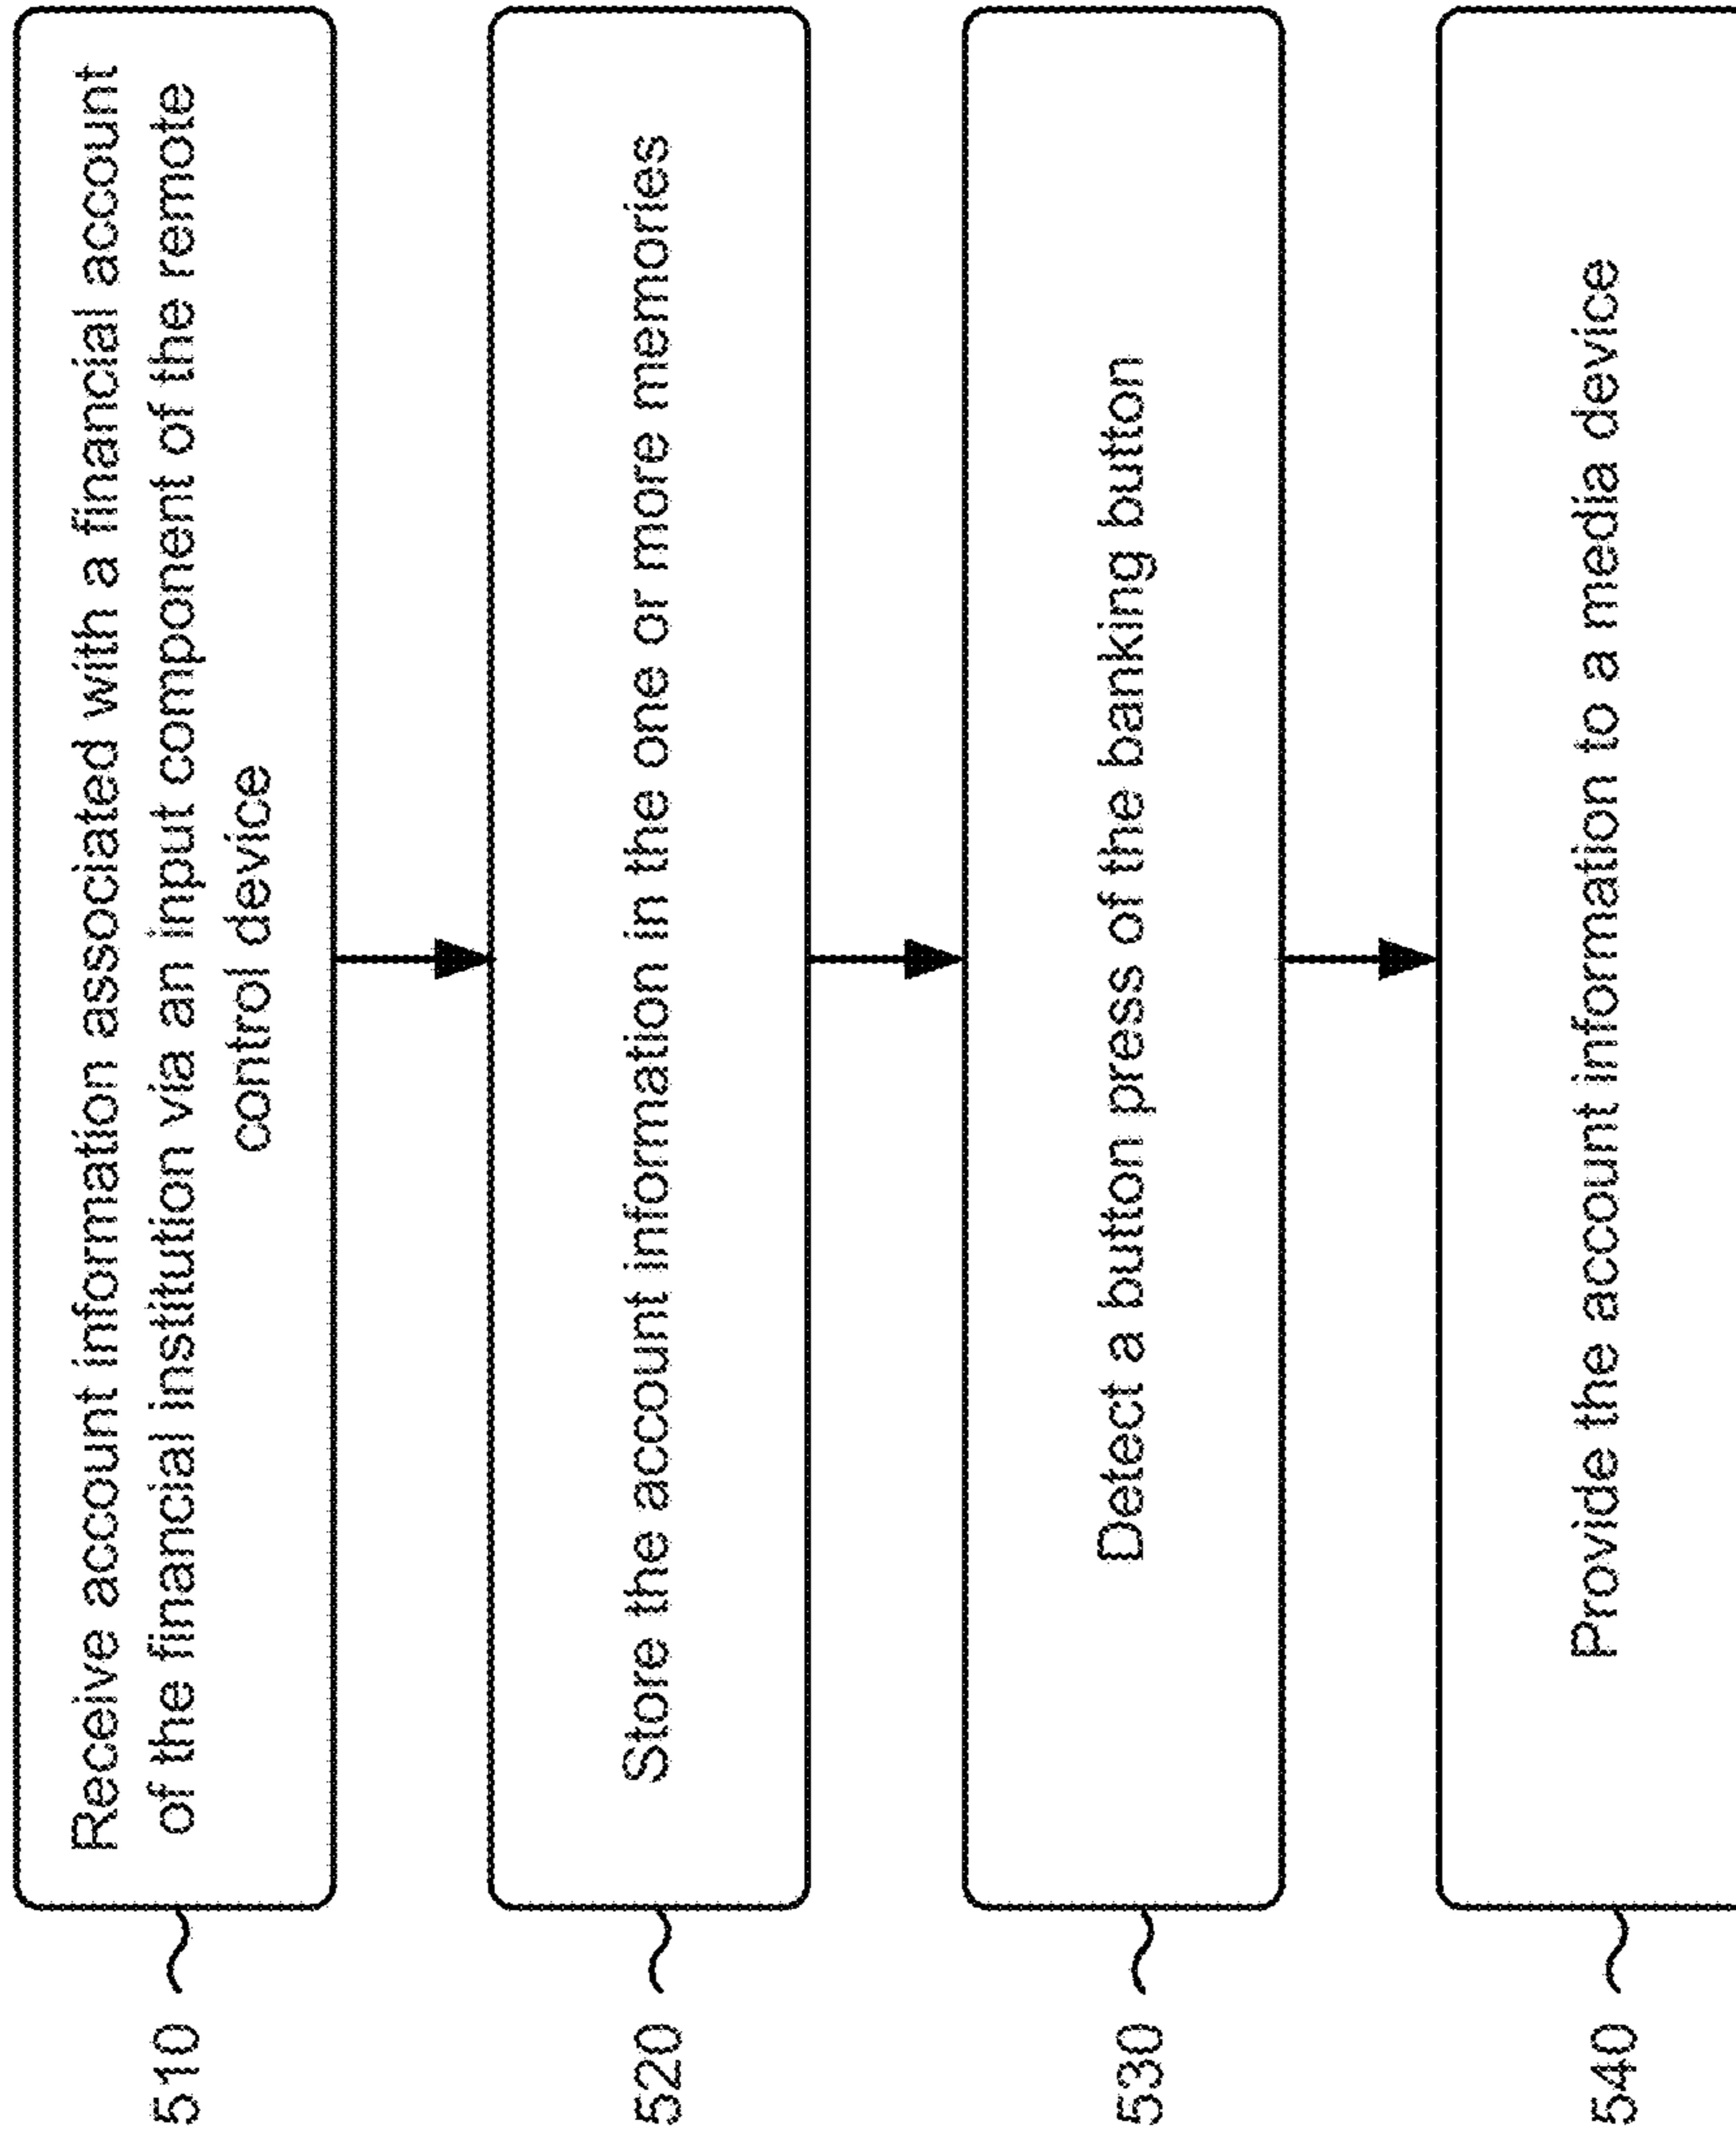 510
Receive account information associated with a financial account
of the financial institution via an input component of the remote
control device
520
Store the account information in the one or more memories
530
Detect a button press of the banking button
540
Provide the account information to a media device